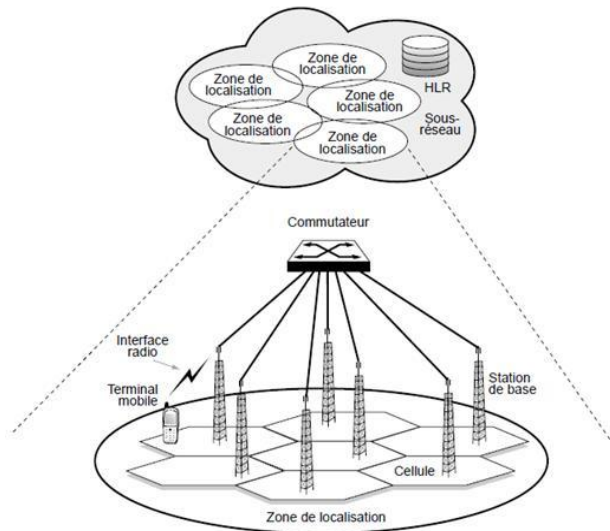 Zone de
localisation
HLR
Zone de
localisation
Zone de
localisation
Zone de
localisation
Sous-
réseau
Zone de
localisation
Commutateur
Interface
radio
Terminal
mobile
Station
de base
Cellule
Zone de localisation